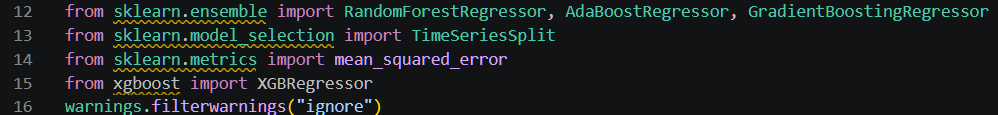 12 from sklearn.ensemble import RandomForestRegressor, AdaBoostRegressor, GradientBoostingRegressor
13 from sklearn.model_selection import TimeSeriesSplit
14 from sklearn.metrics import mean_squared_error
15 from xgboost import XGBRegressor
16 warnings.filterwarnings("ignore")